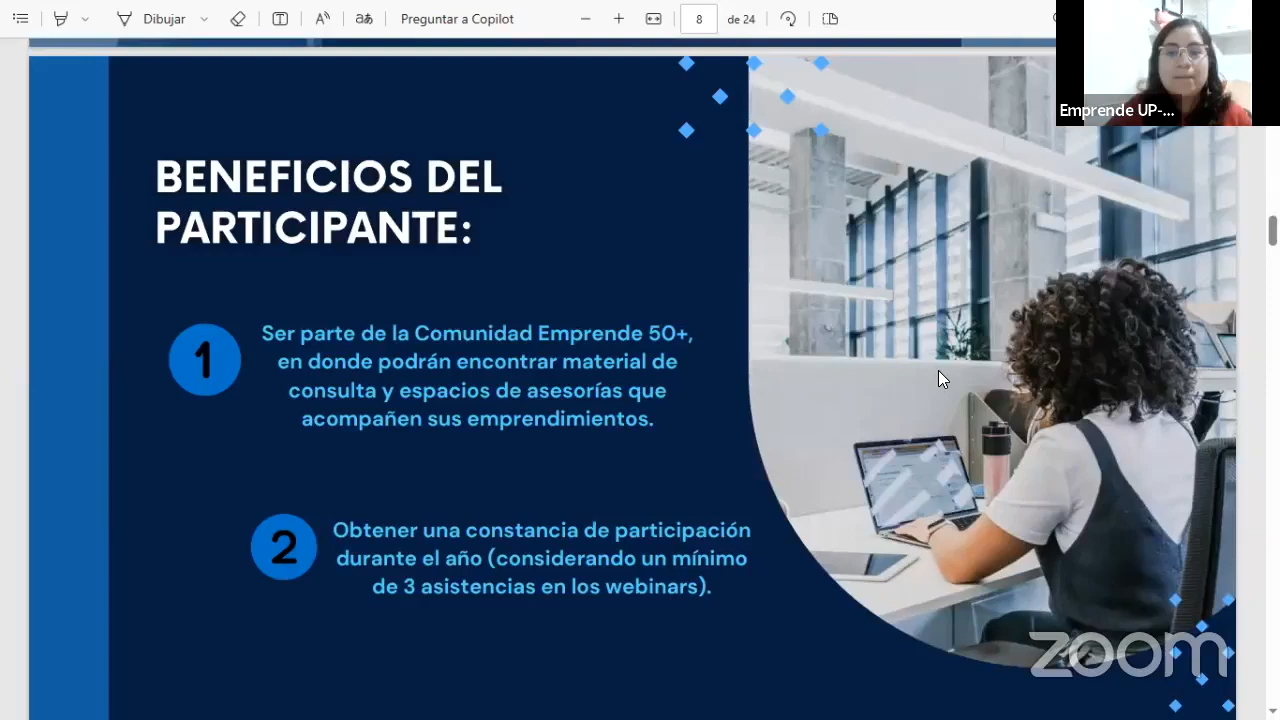 Dibujar
Preguntar a Copilot
8
de 24
Emprende UP-...
BENEFICIOS DEL
PARTICIPANTE:
1
Ser parte de la Comunidad Emprende 50+,
en donde podrán encontrar material de
consulta y espacios de asesorías que
acompañen sus emprendimientos.
2
Obtener una constancia de participación
durante el año (considerando un mínimo
de 3 asistencias en los webinars).
zoom